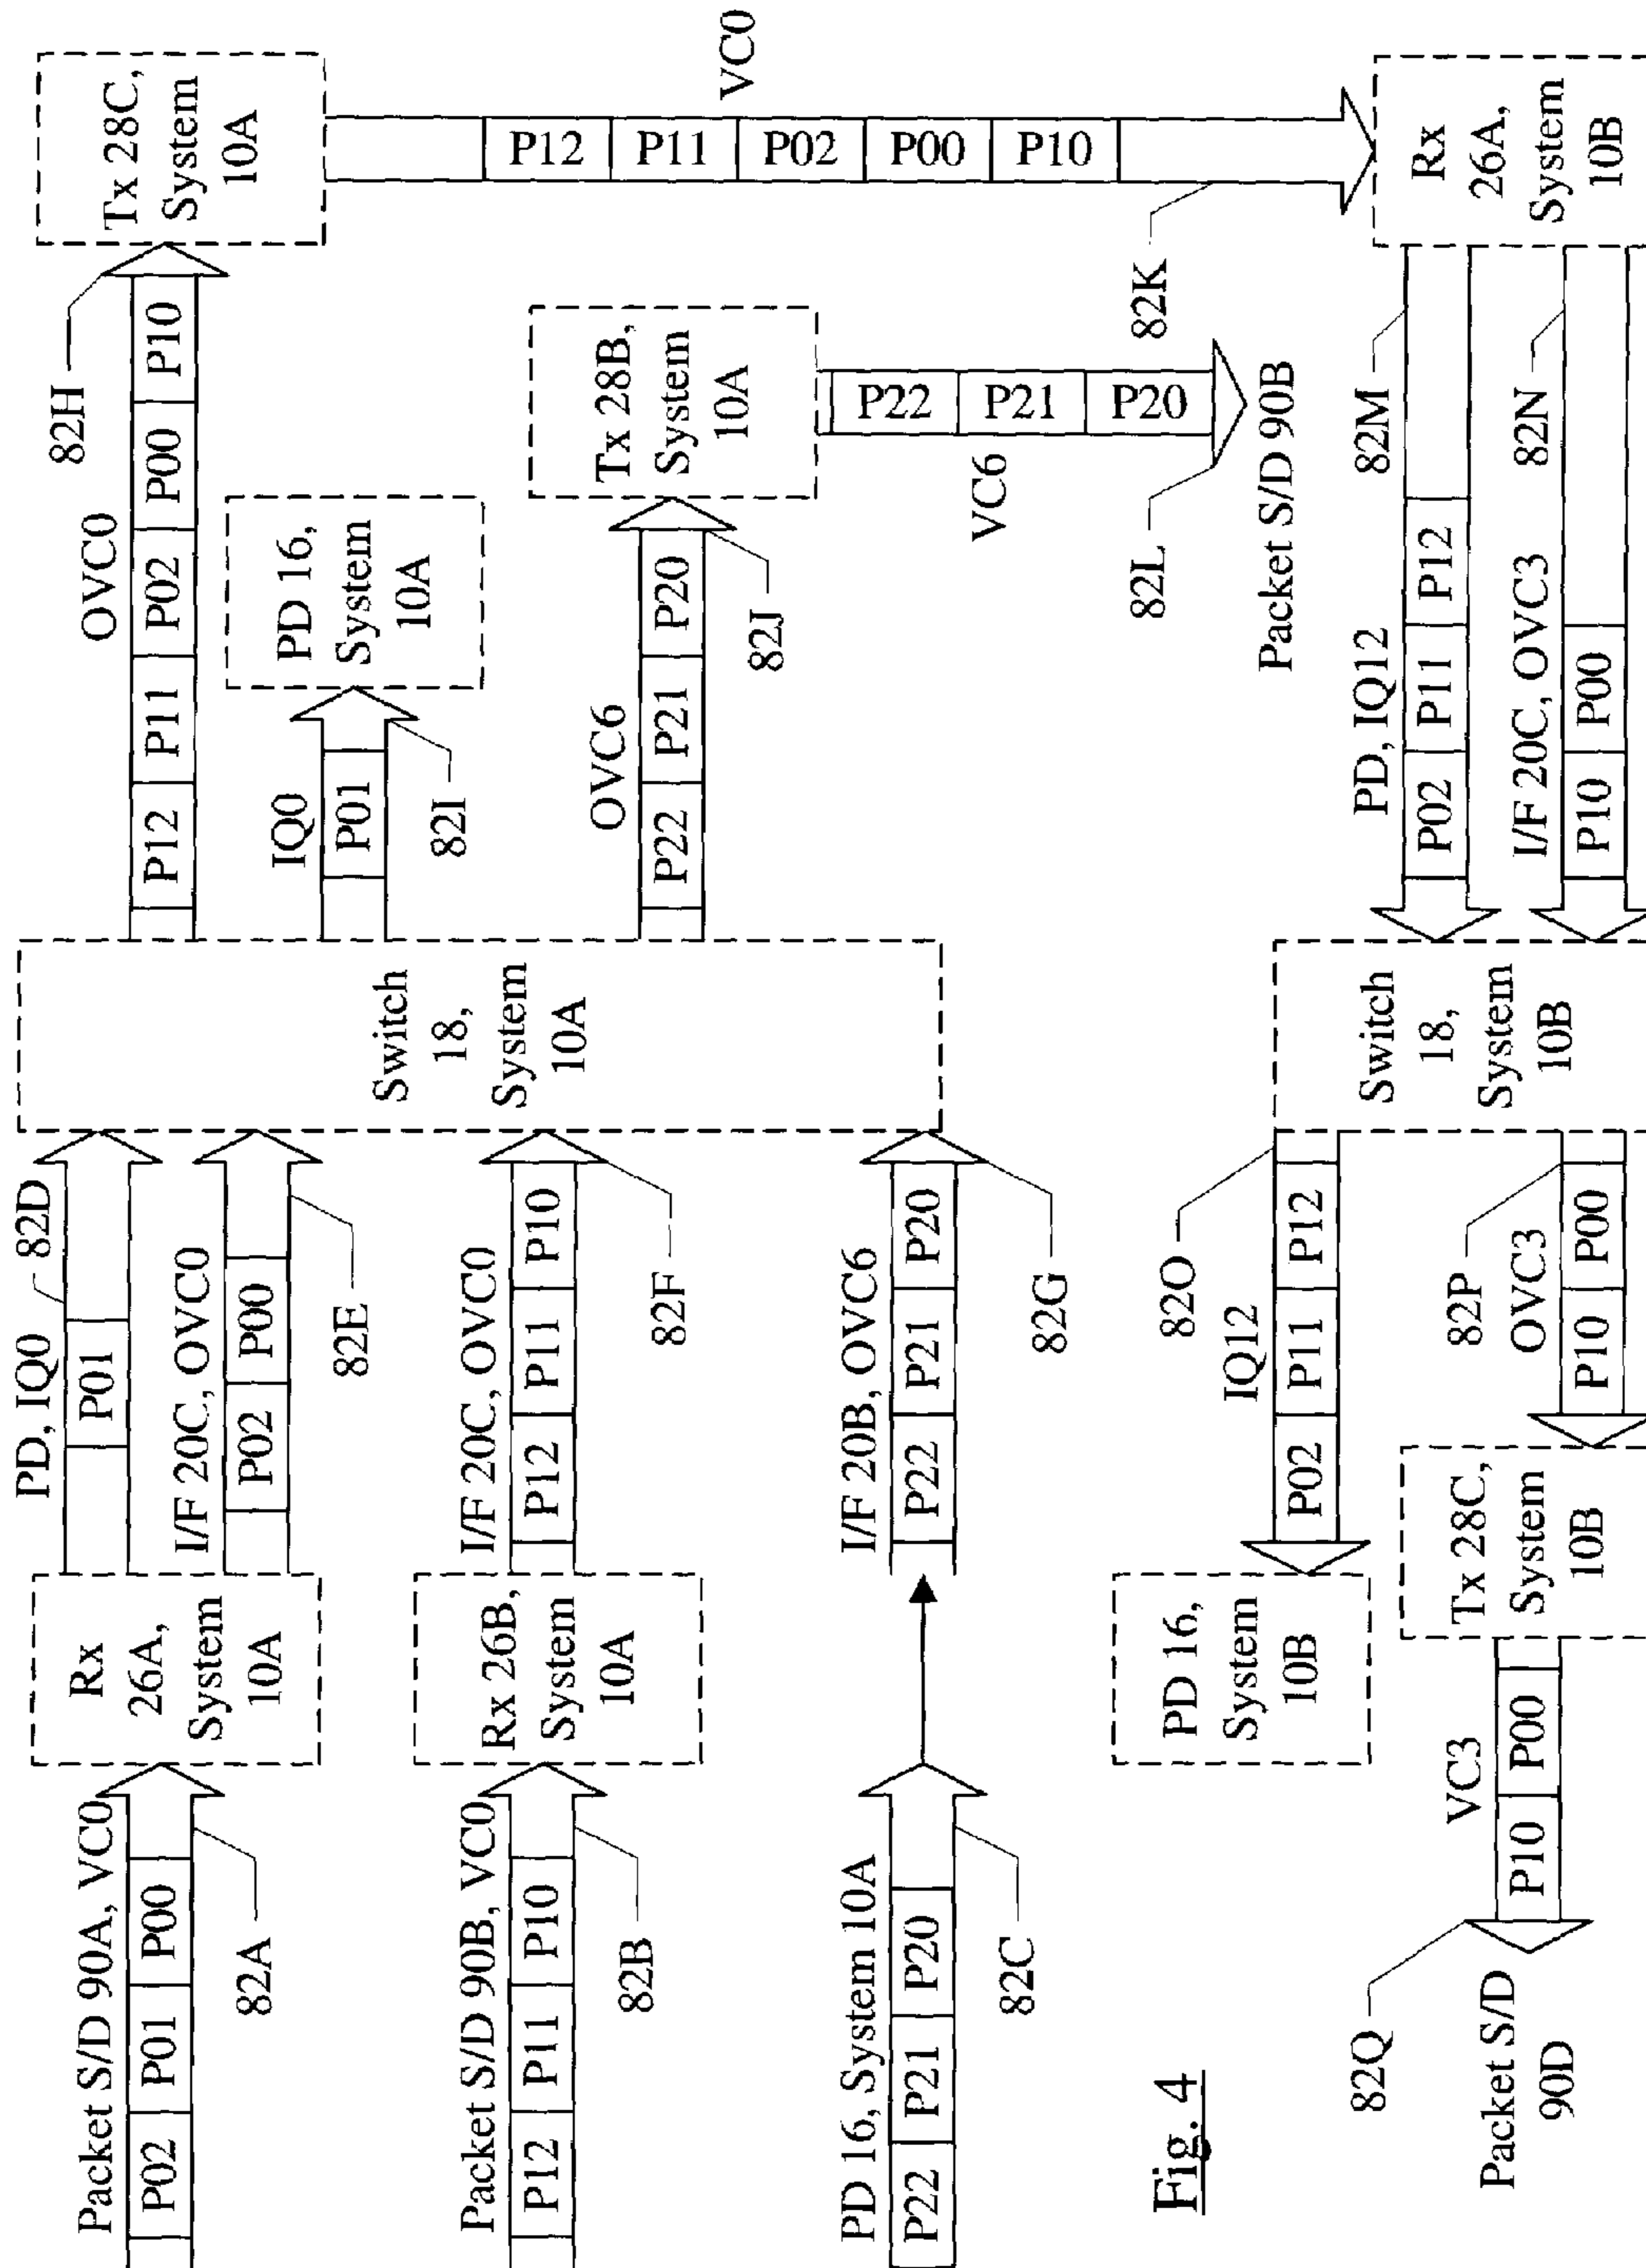 Packet S/D 90A, VC0
P02 P01 P00
82A
Rx
26A,
System
10A
PD, IQ0
82D
P01
I/F 20C, OVC0
P02 P00
82E
Packet S/D 90B, VC0
P12 P11 P10
82B
Rx 26B,
System
10A
I/F 20C, OVC0
P12 P11 P10
82F
PD 16, System 10A
P22 P21 P20
82C
I/F 20B, OVC6
P22 P21 P20
82G
Switch
18,
System
10A
OVC0
P12 P11 P02 P00 P10
82H
Tx 28C,
System
10A
IQ0
P01
82I
PD 16,
System
10A
OVC6
P22 P21 P20
82J
Tx 28B,
System
10A
VC0
P12
P11
P02
P00
P10
82K
P22
P21
P20
VC6
82L
Packet S/D 90B
Rx
26A,
System
10B
PD, IQ12
P02 P11 P12
82M
I/F 20C, OVC3
P10 P00
82N
Switch
18,
System
10B
82O
IQ12
P02 P11 P12
PD 16,
System
10B
82P
OVC3
P10 P00
Tx 28C,
System
10B
VC3
P10 P00
82Q
Packet S/D
90D
Fig. 4